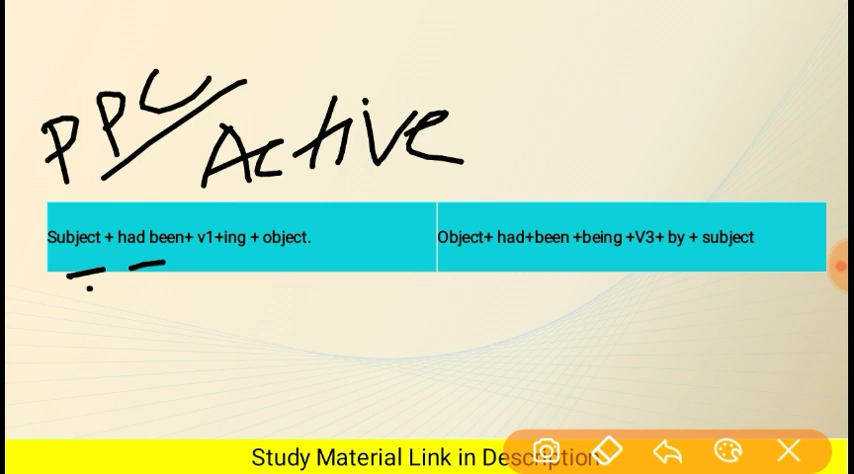 PPC
Active
Subject + had been+ v1+ing + object.
Object+ had+been +being +V3+ by + subject
Study Material Link in Description